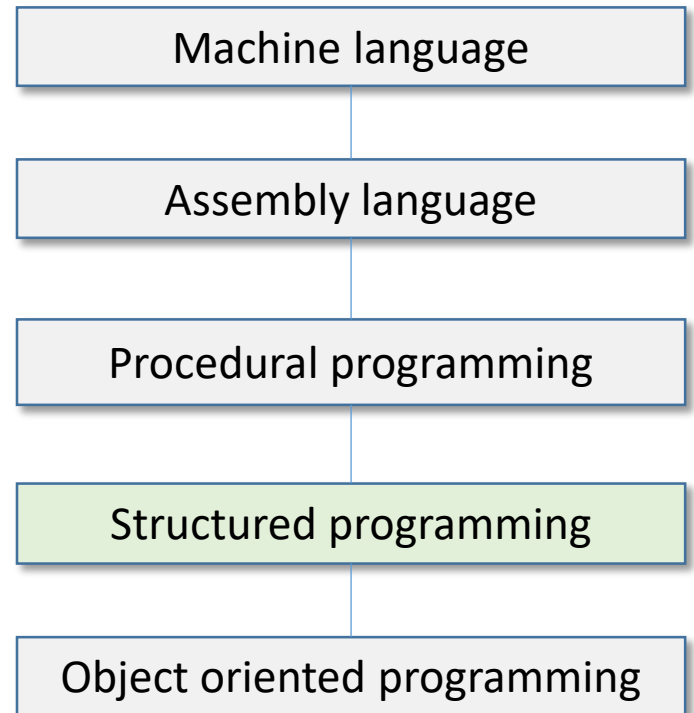 Machine language
Assembly language
Procedural programming
Structured programming
Object oriented programming